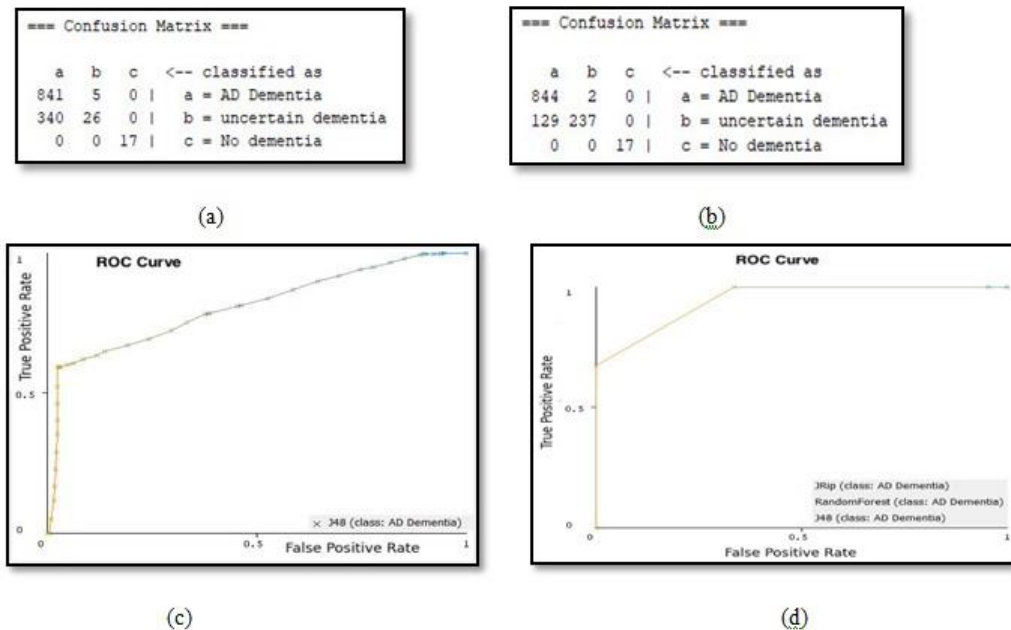 === Confusion Matrix ===
a b c <-- classified as
841 5 0 | a = AD Dementia
340 26 0 | b = uncertain dementia
0 0 17 | c = No dementia
(a)
=== Confusion Matrix ===
a b c <-- classified as
844 2 0 | a = AD Dementia
129 237 0 | b = uncertain dementia
0 0 17 | c = No dementia
(b)
ROC Curve
True Positive Rate
1
0.5
0
0 0.5 1
False Positive Rate
× J48 (class: AD Dementia)
(c)
ROC Curve
True Positive Rate
1
0.5
0
0 0.5 1
False Positive Rate
JRip (class: AD Dementia)
RandomForest (class: AD Dementia)
J48 (class: AD Dementia)
(d)